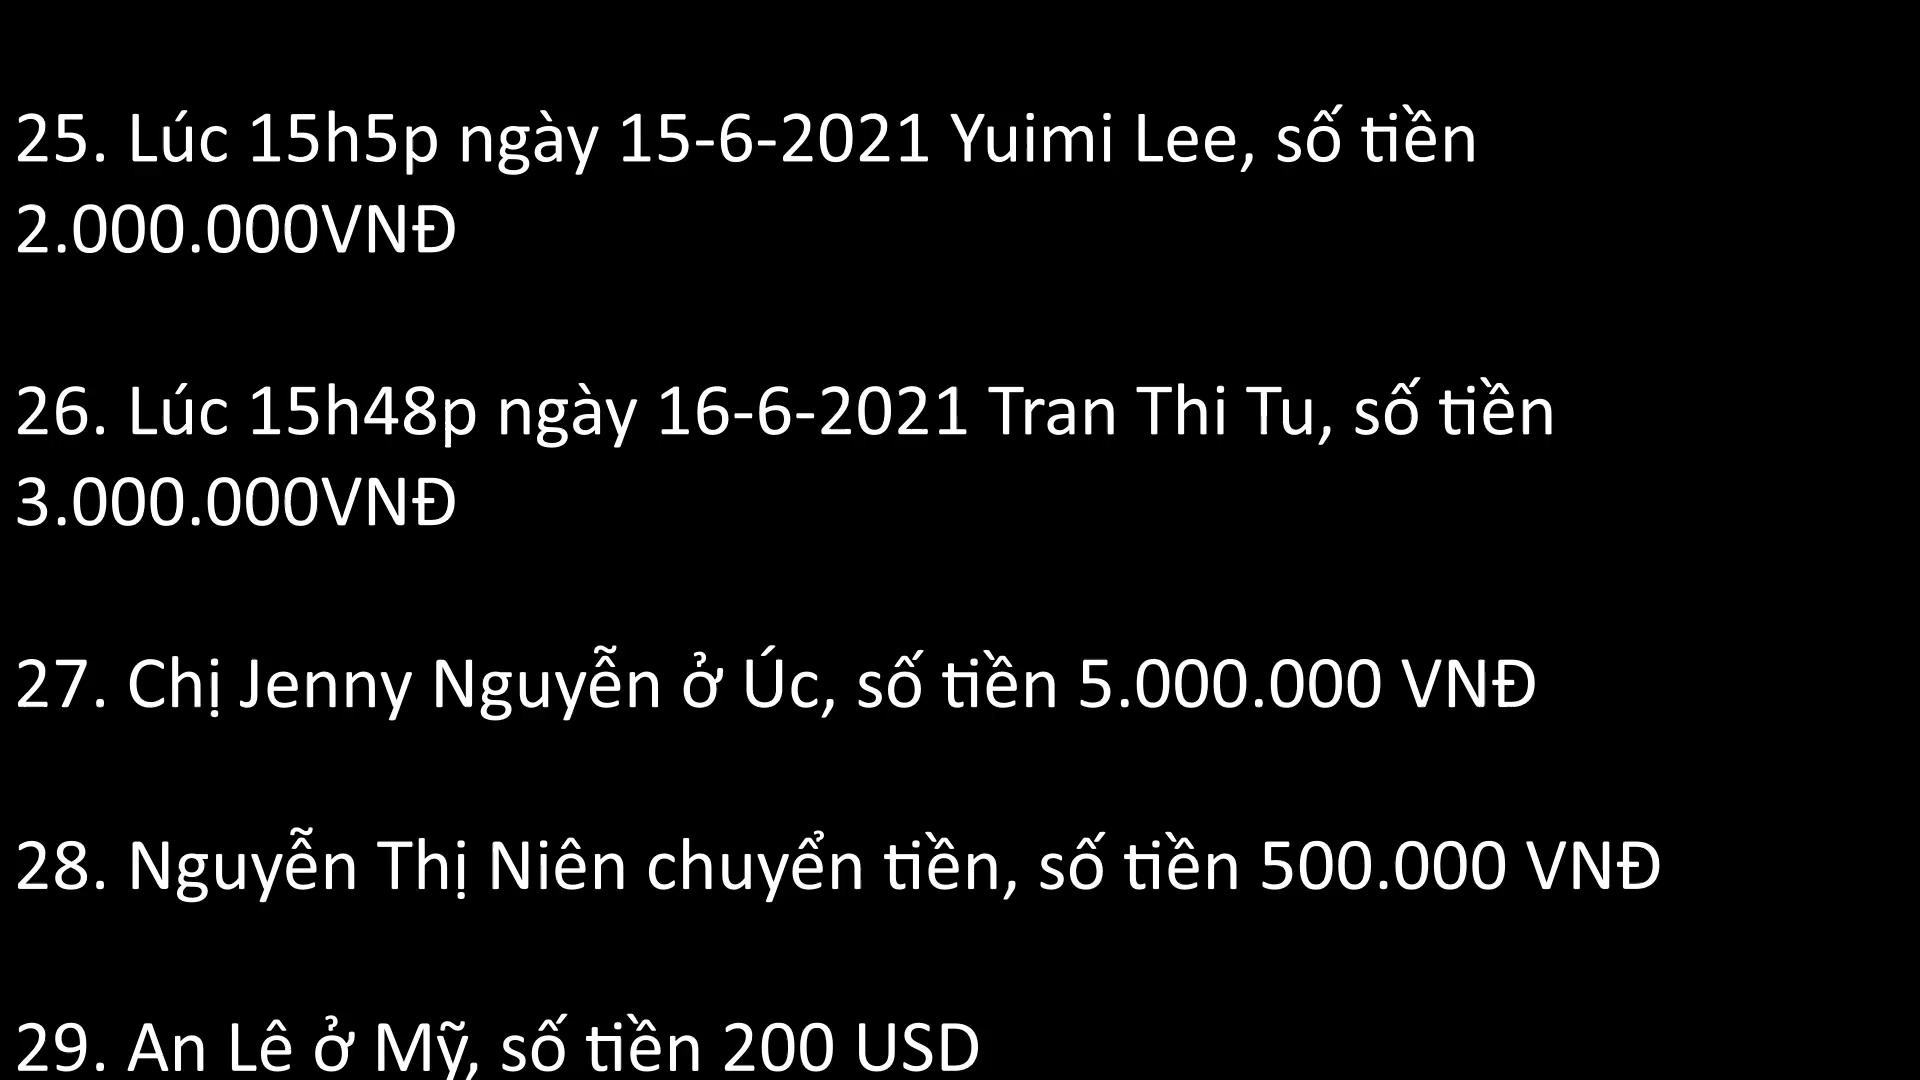 25. Lúc 15h5p ngày 15-6-2021 Yuimi Lee, số tiền
2.000.000VNĐ
26. Lúc 15h48p ngày 16-6-2021 Tran Thi Tu, số tiền
3.000.000VNĐ
27. Chị Jenny Nguyễn ở Úc, số tiền 5.000.000 VNĐ
28. Nguyễn Thị Niên chuyển tiền, số tiền 500.000 VNĐ
29. An Lê ở Mỹ, số tiền 200 USD